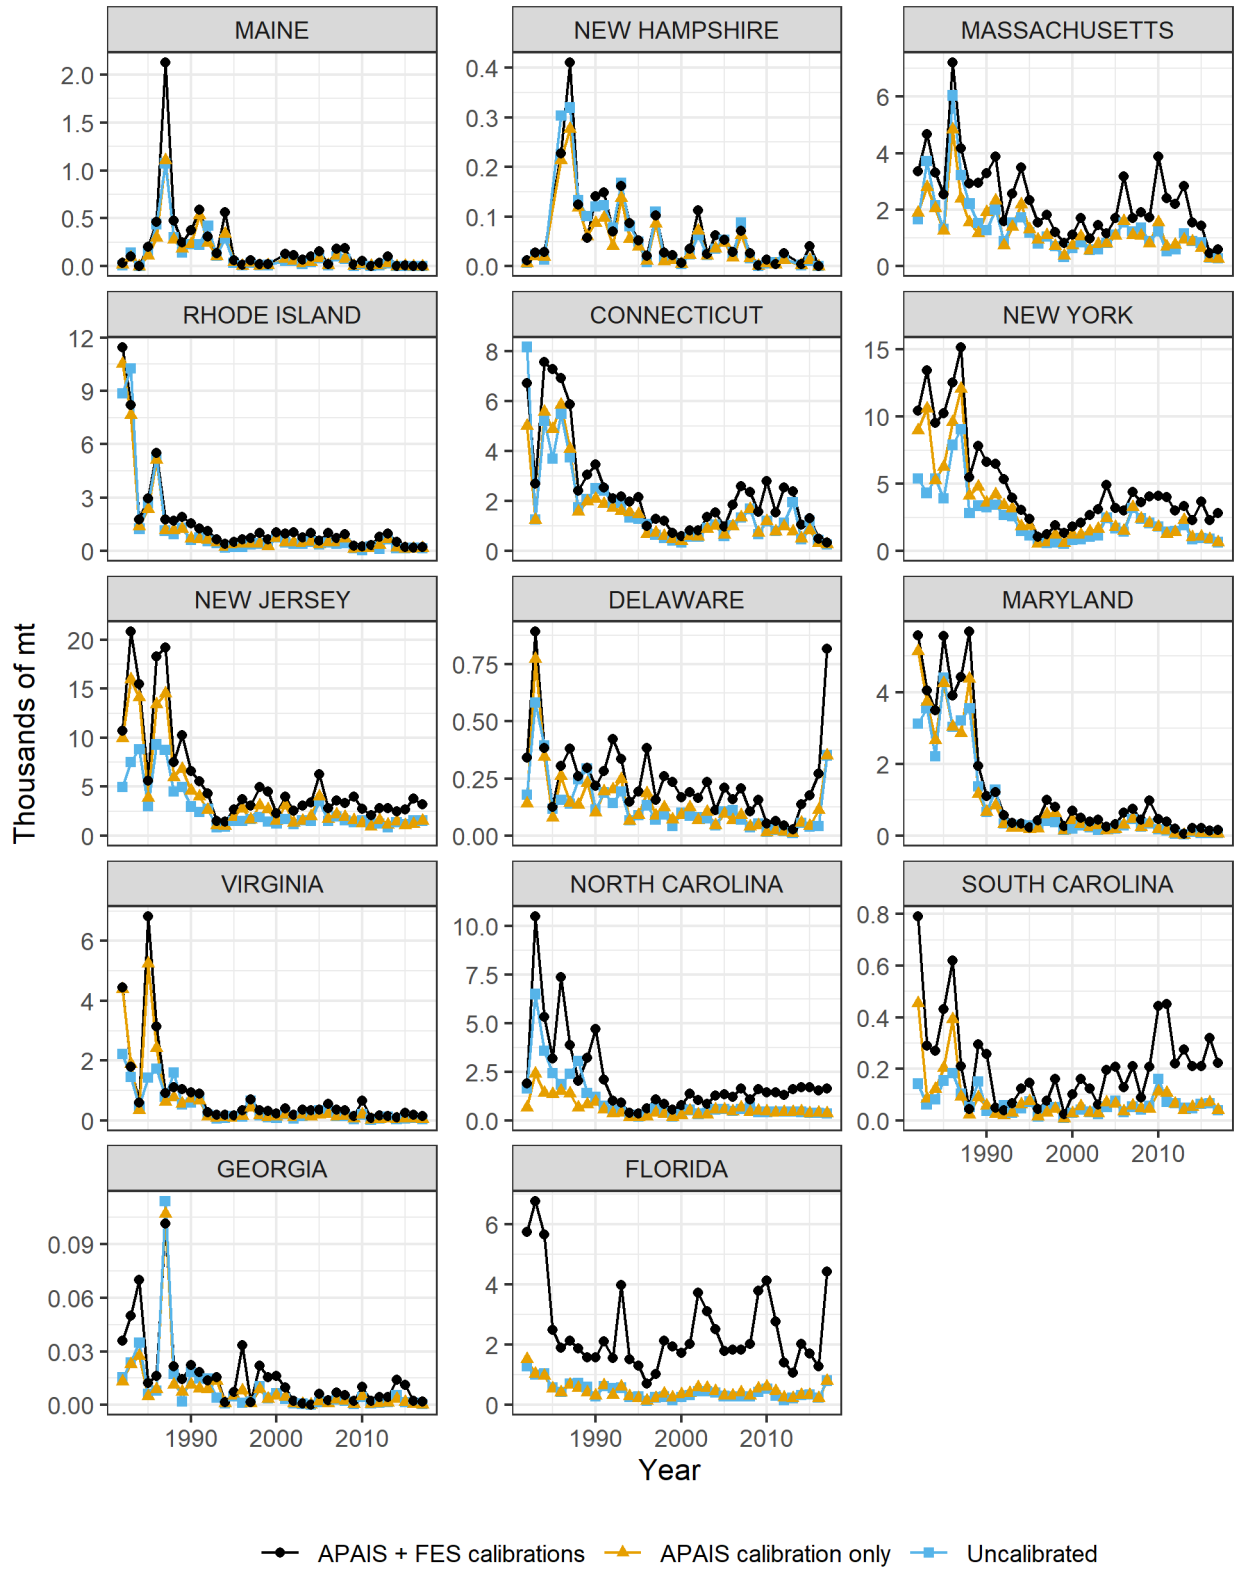 MAINE NEW HAMPSHIRE MASSACHUSETTS
2.0 0.4 6
1.5 0.3 4
1.0 0.2 2
0.5 0.1 0
0.0 0.0
RHODE ISLAND CONNECTICUT NEW YORK
12 8 15
9 6 10
6 4 5
3 2 0
0 0
NEW JERSEY DELAWARE MARYLAND
20 0.75 4
15 0.50 2
10 0.25 0
5 0.00
0
Thousands of mt
VIRGINIA NORTH CAROLINA SOUTH CAROLINA
6 10.0 0.8
4 7.5 0.6
2 5.0 0.4
0 2.5 0.2
0.0 0.0
1990 2000 2010
GEORGIA FLORIDA
0.09 6
0.06 4
0.03 2
0.00 0
1990 2000 2010 1990 2000 2010
Year
APAIS + FES calibrations APAIS calibration only Uncalibrated